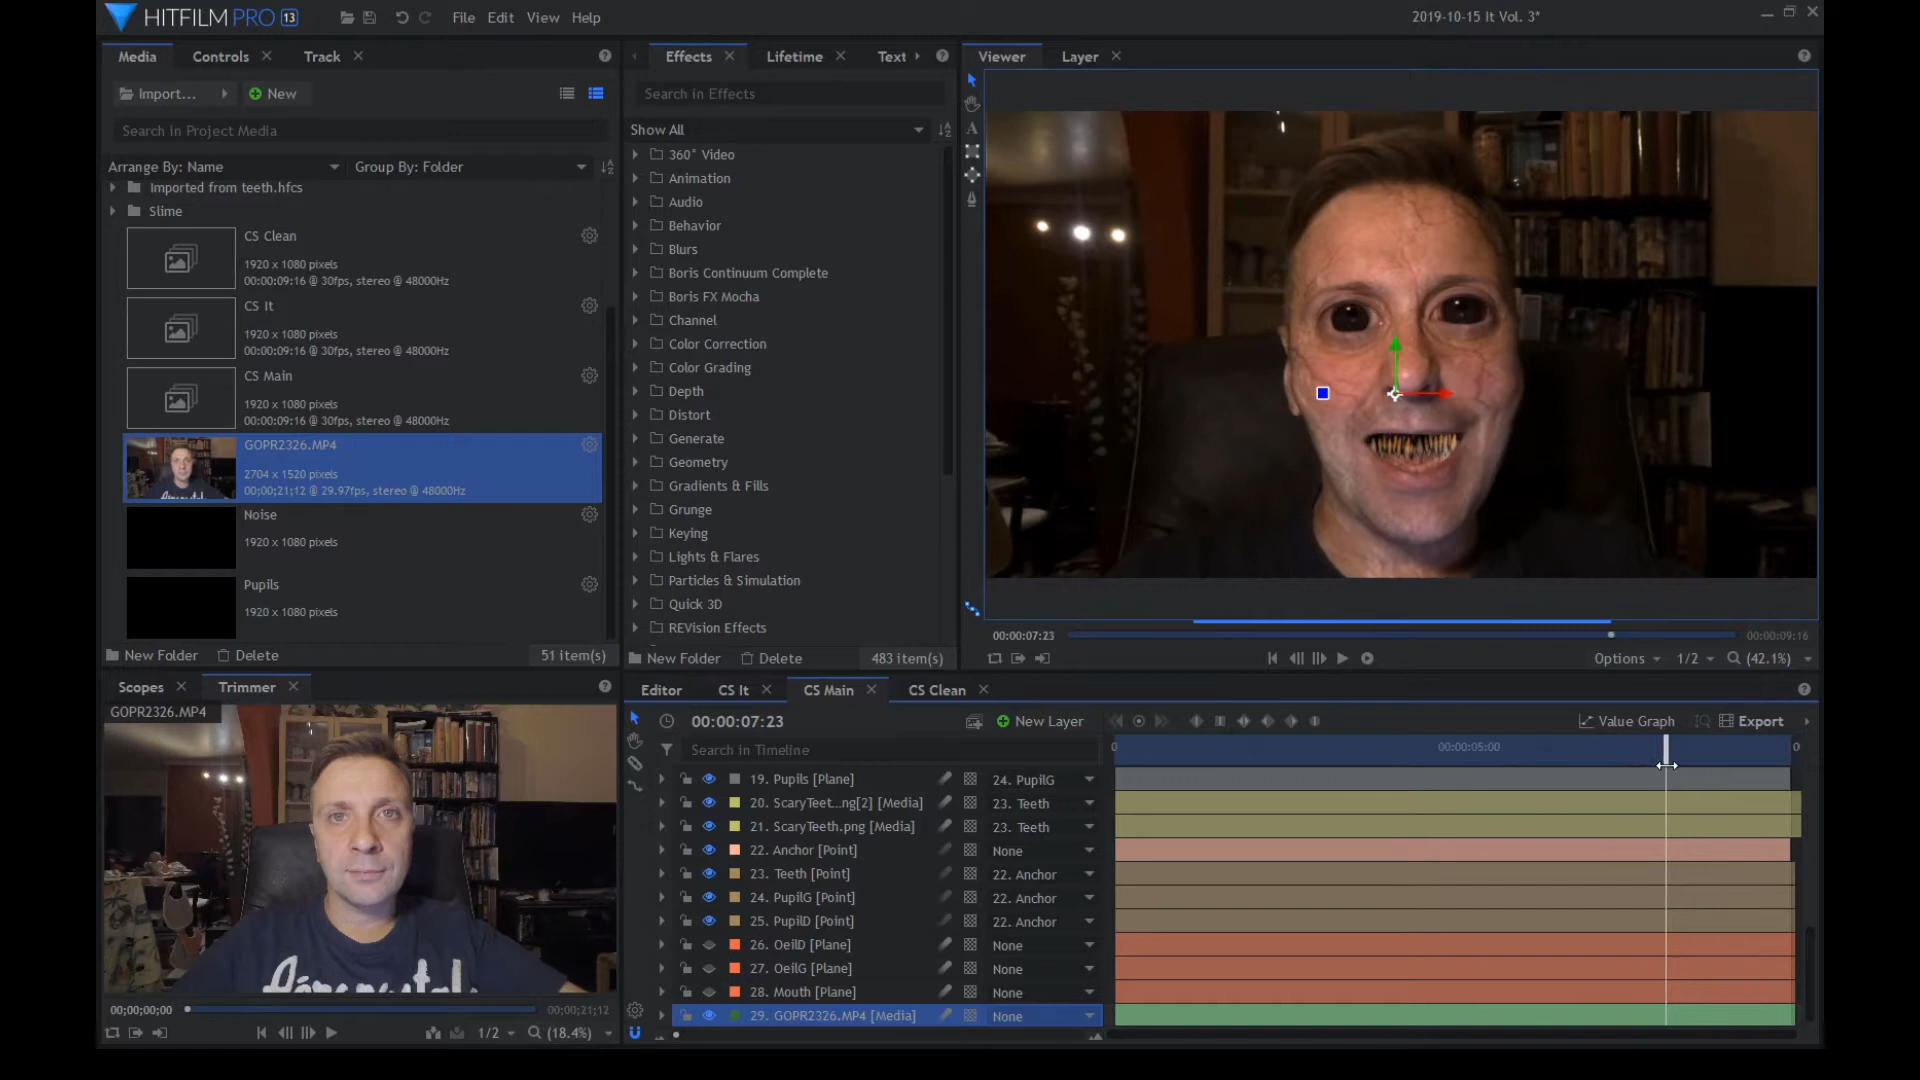 HITFILM PRO 13
File Edit View Help
2019-10-15 It Vol. 3*
Media Controls Track
Import... New
Search in Project Media
Arrange By: Name Group By: Folder
Imported from teeth.hfcs
Slime
CS Clean
1920 x 1080 pixels
00:00:09:16 @ 30fps, stereo @ 48000Hz
CS It
1920 x 1080 pixels
00:00:09:16 @ 30fps, stereo @ 48000Hz
CS Main
1920 x 1080 pixels
00:00:09:16 @ 30fps, stereo @ 48000Hz
GOPR2326.MP4
2704 x 1520 pixels
00;00;21;12 @ 29.97fps, stereo @ 48000Hz
Noise
1920 x 1080 pixels
Pupils
1920 x 1080 pixels
New Folder Delete 51 item(s)
Effects Lifetime Text
Search in Effects
Show All
360° Video
Animation
Audio
Behavior
Blurs
Boris Continuum Complete
Boris FX Mocha
Channel
Color Correction
Color Grading
Depth
Distort
Generate
Geometry
Gradients & Fills
Grunge
Keying
Lights & Flares
Particles & Simulation
Quick 3D
REVision Effects
New Folder Delete 483 item(s)
Viewer Layer
00:00:07:23 00:00:09:16
Options 1/2 (42.1%)
Scopes Trimmer
GOPR2326.MP4
00;00;00;00 00;00;21;12
1/2 (18.4%)
Editor CS It CS Main CS Clean
00:00:07:23 New Layer Value Graph Export
Search in Timeline
0 00:00:05:00 0
19. Pupils [Plane] 24. PupilG
20. ScaryTeet...ng[2] [Media] 23. Teeth
21. ScaryTeeth.png [Media] 23. Teeth
22. Anchor [Point] None
23. Teeth [Point] 22. Anchor
24. PupilG [Point] 22. Anchor
25. PupilD [Point] 22. Anchor
26. OeilD [Plane] None
27. OeilG [Plane] None
28. Mouth [Plane] None
29. GOPR2326.MP4 [Media] None